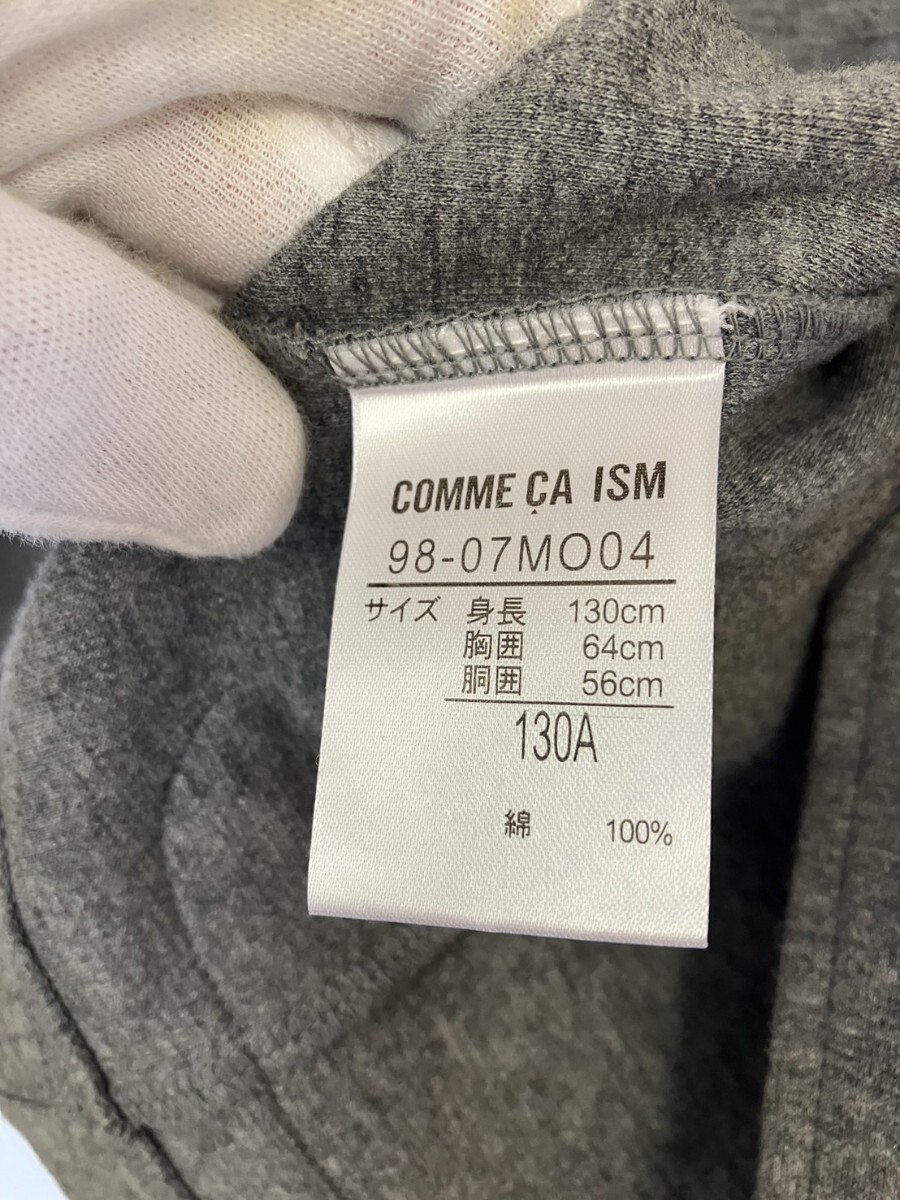 COMME ÇA ISM
98-07MO04
サイズ 身長 130cm
胸囲 64cm
胴囲 56cm
130A
綿 100%